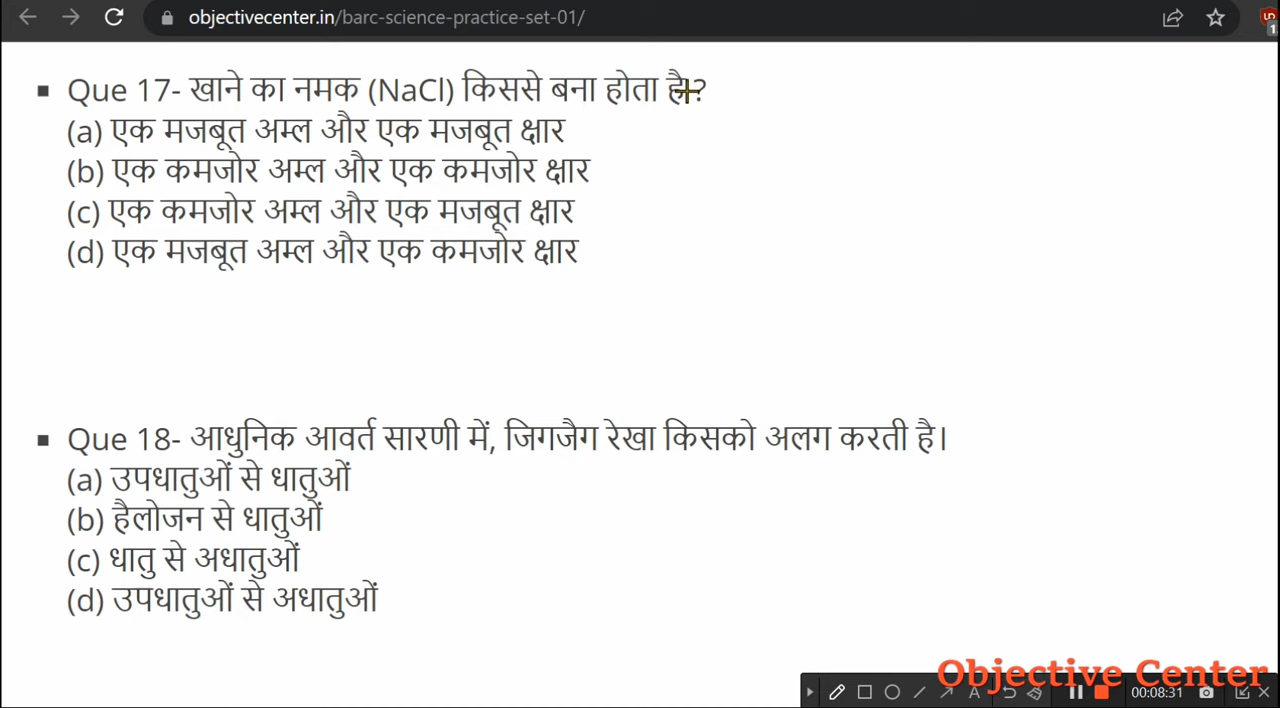 objectivecenter.in/barc-science-practice-set-01/
Que 17- खाने का नमक (NaCl) किससे बना होता है?
(a) एक मजबूत अम्ल और एक मजबूत क्षार
(b) एक कमजोर अम्ल और एक कमजोर क्षार
(c) एक कमजोर अम्ल और एक मजबूत क्षार
(d) एक मजबूत अम्ल और एक कमजोर क्षार
Que 18- आधुनिक आवर्त सारणी में, जिगजैग रेखा किसको अलग करती है।
(a) उपधातुओं से धातुओं
(b) हैलोजन से धातुओं
(c) धातु से अधातुओं
(d) उपधातुओं से अधातुओं
Objective Center
A
00:08:31